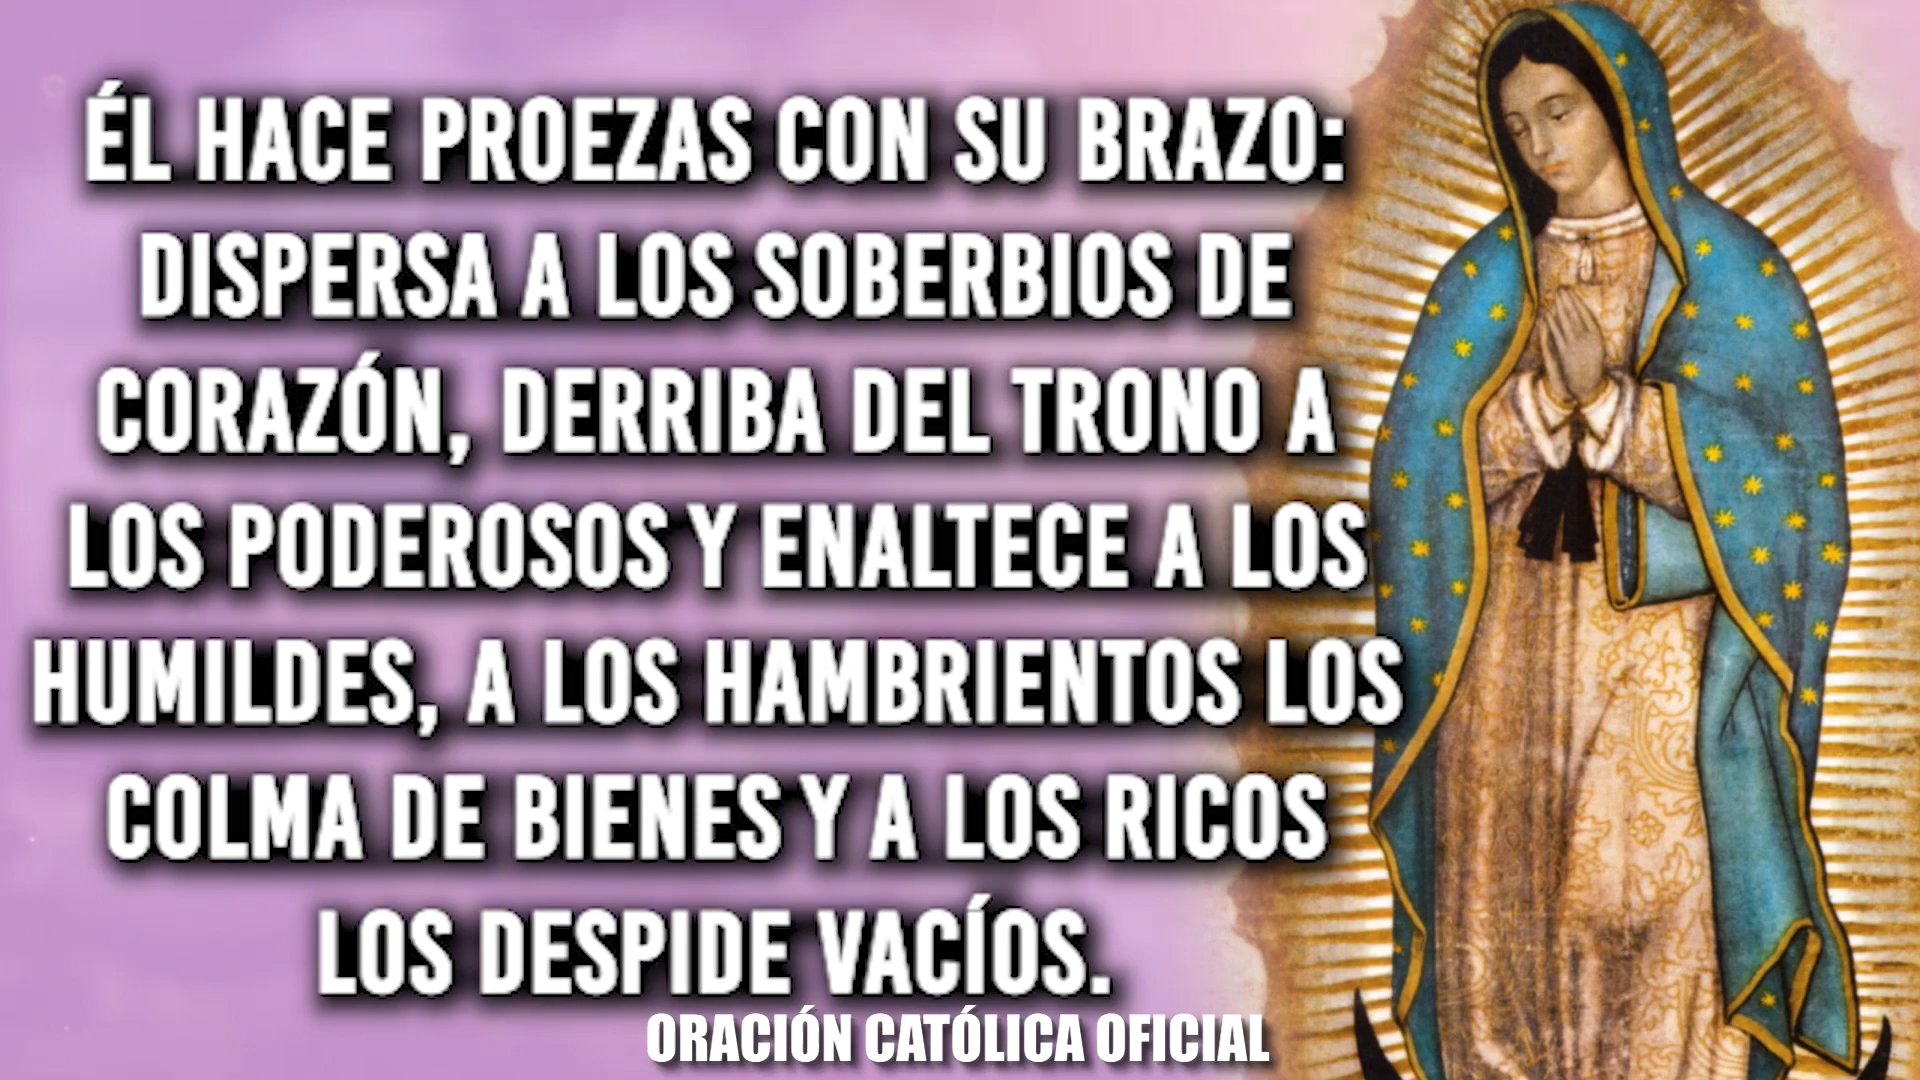 ÉL HACE PROEZAS CON SU BRAZO:
DISPERSA A LOS SOBERBIOS DE
CORAZÓN, DERRIBA DEL TRONO A
LOS PODEROSOS Y ENALTECE A LOS
HUMILDES, A LOS HAMBRIENTOS LOS
COLMA DE BIENES Y A LOS RICOS
LOS DESPIDE VACÍOS.
ORACIÓN CATÓLICA OFICIAL